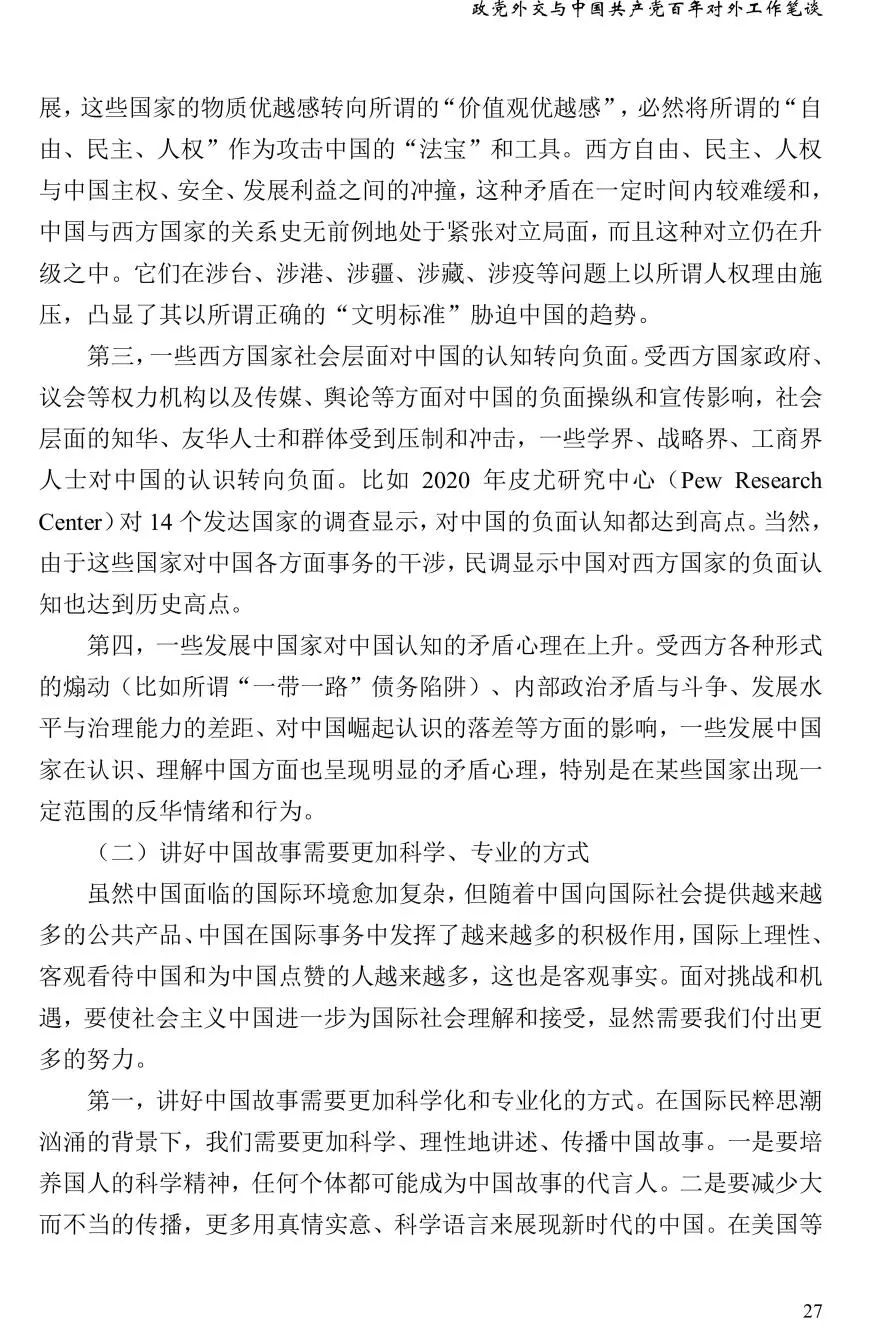 政党外交与中国共产党百年对外工作笔谈
展，这些国家的物质优越感转向所谓的“价值观优越感”，必然将所谓的“自
由、民主、人权”作为攻击中国的“法宝”和工具。西方自由、民主、人权
与中国主权、安全、发展利益之间的冲撞，这种矛盾在一定时间内较难缓和，
中国与西方国家的关系史无前例地处于紧张对立局面，而且这种对立仍在升
级之中。它们在涉台、涉港、涉疆、涉藏、涉疫等问题上以所谓人权理由施
压，凸显了其以所谓正确的“文明标准”胁迫中国的趋势。
第三，一些西方国家社会层面对中国的认知转向负面。受西方国家政府、
议会等权力机构以及传媒、舆论等方面对中国的负面操纵和宣传影响，社会
层面的知华、友华人士和群体受到压制和冲击，一些学界、战略界、工商界
人士对中国的认识转向负面。比如 2020 年皮尤研究中心（Pew Research
Center）对 14 个发达国家的调查显示，对中国的负面认知都达到高点。当然，
由于这些国家对中国各方面事务的干涉，民调显示中国对西方国家的负面认
知也达到历史高点。
第四，一些发展中国家对中国认知的矛盾心理在上升。受西方各种形式
的煽动（比如所谓“一带一路”债务陷阱）、内部政治矛盾与斗争、发展水
平与治理能力的差距、对中国崛起认识的落差等方面的影响，一些发展中国
家在认识、理解中国方面也呈现明显的矛盾心理，特别是在某些国家出现一
定范围的反华情绪和行为。
（二）讲好中国故事需要更加科学、专业的方式
虽然中国面临的国际环境愈加复杂，但随着中国向国际社会提供越来越
多的公共产品、中国在国际事务中发挥了越来越多的积极作用，国际上理性、
客观看待中国和为中国点赞的人越来越多，这也是客观事实。面对挑战和机
遇，要使社会主义中国进一步为国际社会理解和接受，显然需要我们付出更
多的努力。
第一，讲好中国故事需要更加科学化和专业化的方式。在国际民粹思潮
汹涌的背景下，我们需要更加科学、理性地讲述、传播中国故事。一是要培
养国人的科学精神，任何个体都可能成为中国故事的代言人。二是要减少大
而不当的传播，更多用真情实意、科学语言来展现新时代的中国。在美国等
27